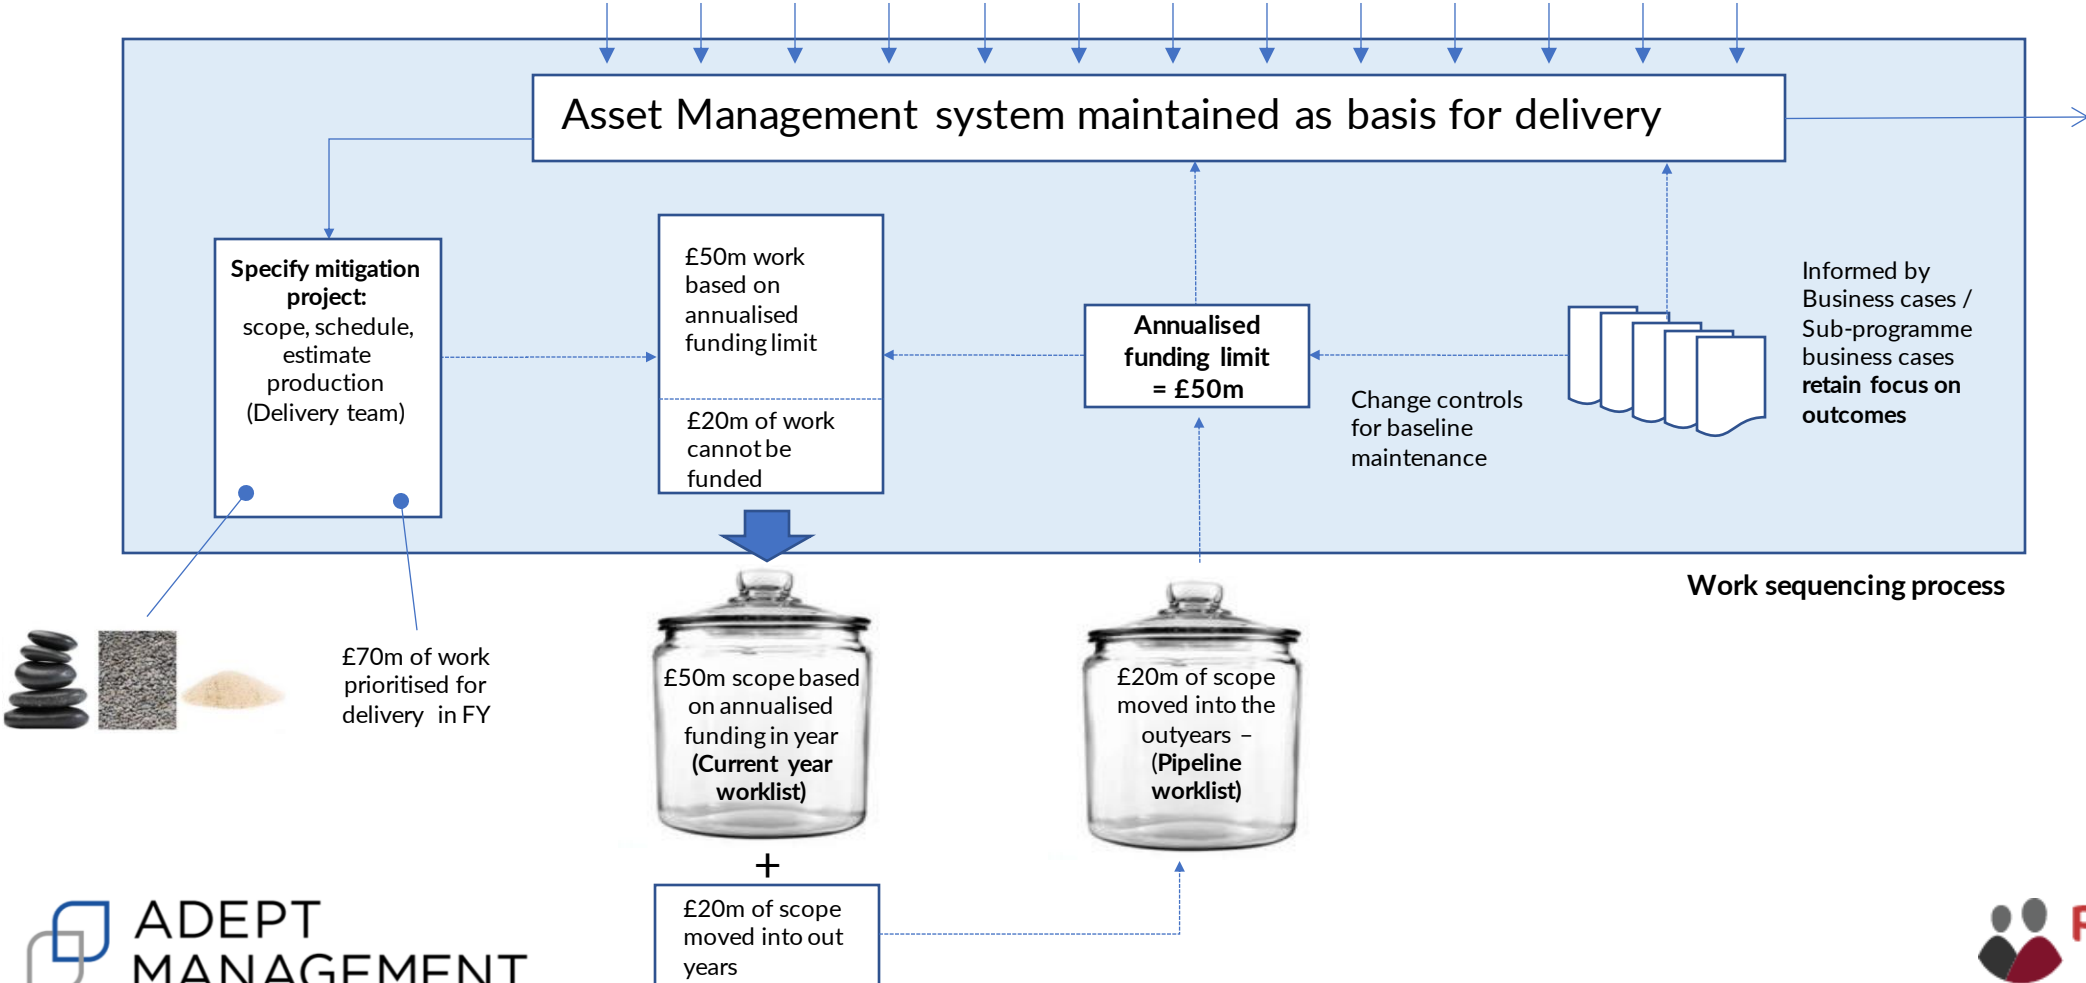 Asset Management system maintained as basis for delivery
Specify mitigation
project:
scope, schedule,
estimate
production
(Delivery team)
£50m work
based on
annualised
funding limit
£20m of work
cannot be
funded
Annualised
funding limit
= £50m
Change controls
for baseline
maintenance
Informed by
Business cases /
Sub-programme
business cases
retain focus on
outcomes
Work sequencing process
£70m of work
prioritised for
delivery in FY
£50m scope based
on annualised
funding in year
(Current year
worklist)
£20m of scope
moved into the
outyears –
(Pipeline
worklist)
+
£20m of scope
moved into out
years
ADEPT
MANAGEMENT